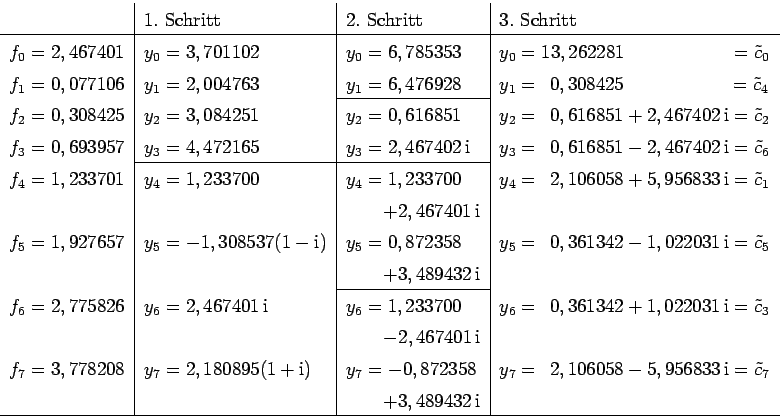 1. Schritt 2. Schritt 3. Schritt
f₀ = 2,467401 y₀ = 3,701102 y₀ = 6,785353 y₀ = 13,262281 = c̃₀
f₁ = 0,077106 y₁ = 2,004763 y₁ = 6,476928 y₁ = 0,308425 = c̃₄
f₂ = 0,308425 y₂ = 3,084251 y₂ = 0,616851 y₂ = 0,616851 + 2,467402 i = c̃₂
f₃ = 0,693957 y₃ = 4,472165 y₃ = 2,467402 i y₃ = 0,616851 − 2,467402 i = c̃₆
f₄ = 1,233701 y₄ = 1,233700 y₄ = 1,233700 y₄ = 2,106058 + 5,956833 i = c̃₁
+2,467401 i
f₅ = 1,927657 y₅ = −1,308537(1 − i) y₅ = 0,872358 y₅ = 0,361342 − 1,022031 i = c̃₅
+3,489432 i
f₆ = 2,775826 y₆ = 2,467401 i y₆ = 1,233700 y₆ = 0,361342 + 1,022031 i = c̃₃
−2,467401 i
f₇ = 3,778208 y₇ = 2,180895(1 + i) y₇ = −0,872358 y₇ = 2,106058 − 5,956833 i = c̃₇
+3,489432 i